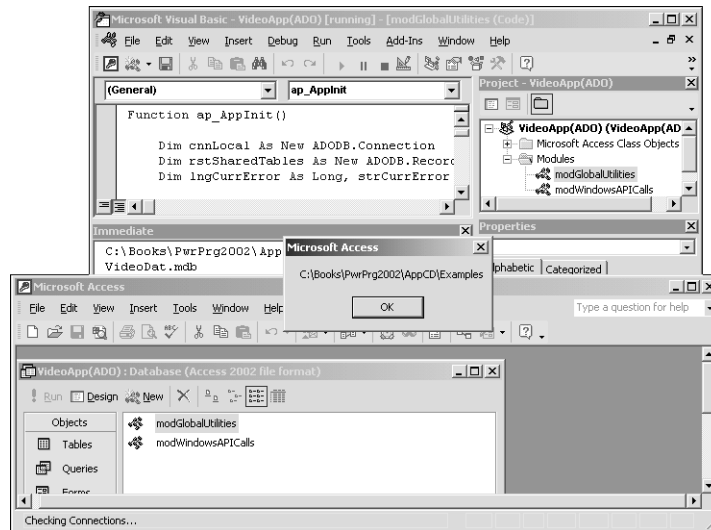 Microsoft Visual Basic - VideoApp(ADO) [running] - [modGlobalUtilities (Code)]
File Edit View Insert Debug Run Tools Add-Ins Window Help
(General) ap_AppInit
Function ap_AppInit()
Dim cnnLocal As New ADODB.Connection
Dim rstSharedTables As New ADODB.Recor
Dim lngCurrError As Long, strCurrError
Project - VideoApp(ADO)
VideoApp(ADO) (VideoApp(AD
Microsoft Access Class Objects
Modules
modGlobalUtilities
modWindowsAPICalls
Immediate
C:\Books\PwrPrg2002\App
VideoDat.mdb
Properties
lphabetic Categorized
Microsoft Access
C:\Books\PwrPrg2002\AppCD\Examples
OK
Microsoft Access
File Edit View Insert Tools Window Help
Type a question for help
VideoApp(ADO) : Database (Access 2002 file format)
Run Design New
Objects
Tables
Queries
Forms
modGlobalUtilities
modWindowsAPICalls
Checking Connections...